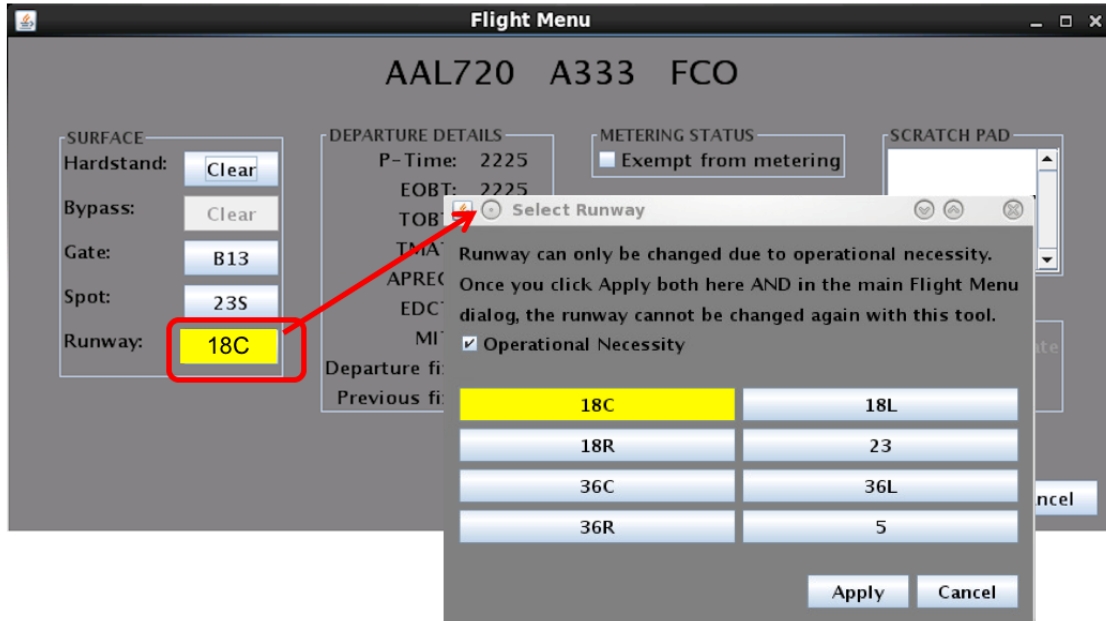 Flight Menu
AAL720 A333 FCO
SURFACE
Hardstand: Clear
Bypass: Clear
Gate: B13
Spot: 23S
Runway: 18C
DEPARTURE DETAILS
P-Time: 2225
EOBT: 2225
Departure
Previous
METERING STATUS
Exempt from metering
SCRATCH PAD
Select Runway
Runway can only be changed due to operational necessity.
Once you click Apply both here AND in the main Flight Menu
dialog, the runway cannot be changed again with this tool.
Operational Necessity
18C 18L
18R 23
36C 36L
36R 5
Apply Cancel